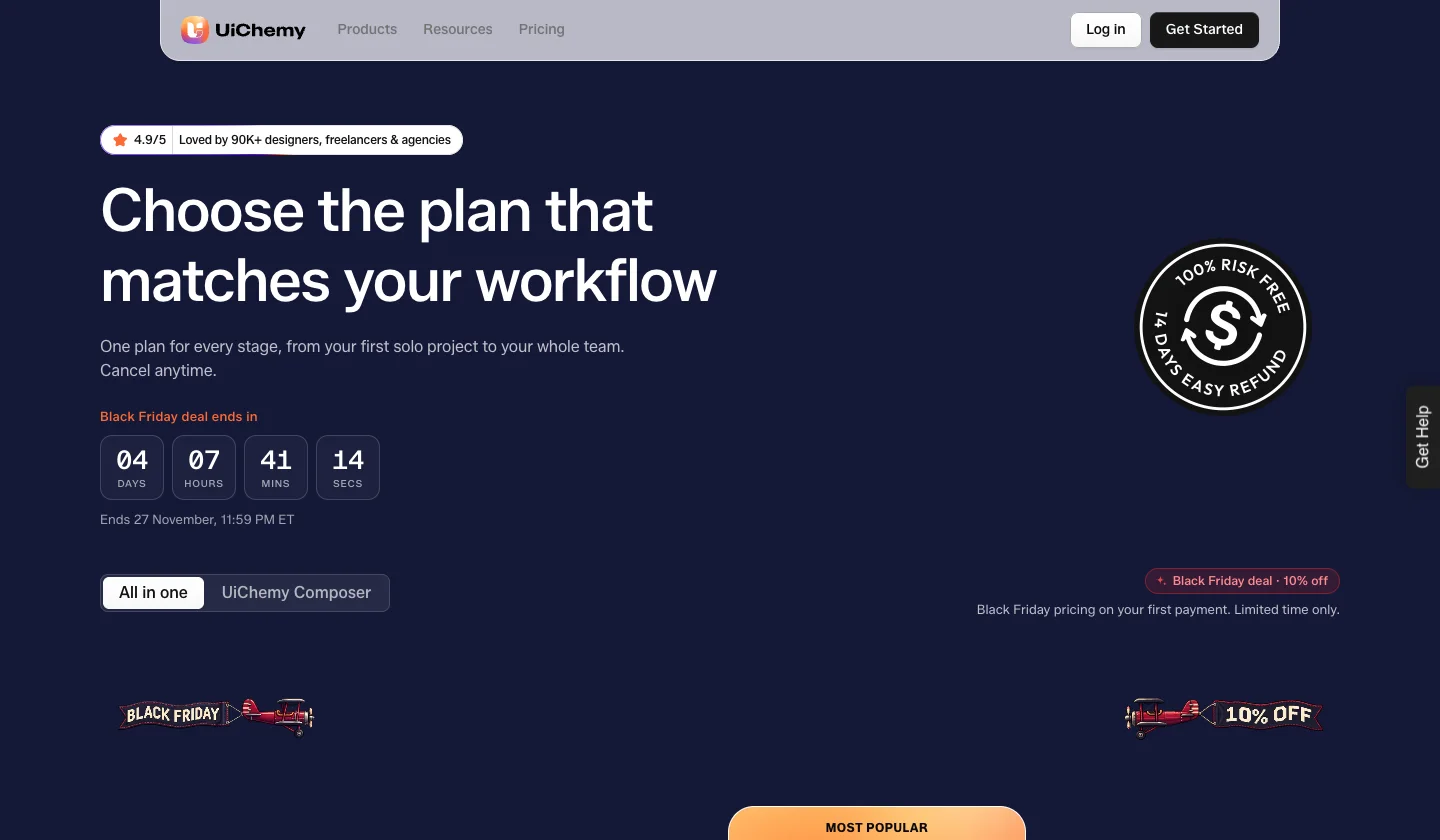 UiChemy
Products
Resources
Pricing
Log in
Get Started
4.9/5
Loved by 90K+ designers, freelancers & agencies
Choose the plan that
matches your workflow
One plan for every stage, from your first solo project to your whole team.
Cancel anytime.
100% RISK FREE
14 DAYS EASY REFUND
$
Get Help
Black Friday deal ends in
04
DAYS
07
HOURS
41
MINS
14
SECS
Ends 27 November, 11:59 PM ET
All in one
UiChemy Composer
Black Friday deal · 10% off
Black Friday pricing on your first payment. Limited time only.
BLACK FRIDAY
10% OFF
MOST POPULAR